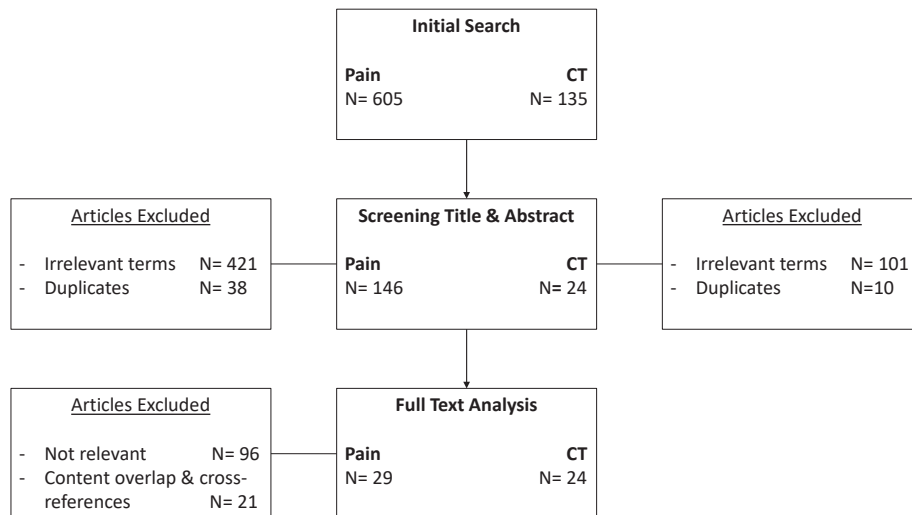 Initial Search
Pain CT
N= 605 N= 135
Articles Excluded
- Irrelevant terms N= 421
- Duplicates N= 38
Screening Title & Abstract
Pain CT
N= 146 N= 24
Articles Excluded
- Irrelevant terms N= 101
- Duplicates N=10
Articles Excluded
- Not relevant N= 96
- Content overlap & cross-
references N= 21
Full Text Analysis
Pain CT
N= 29 N= 24